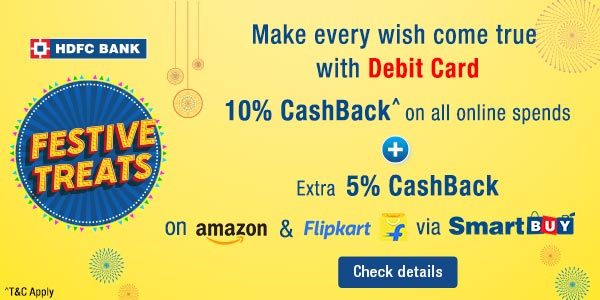 HDFC BANK
FESTIVE
TREATS
Make every wish come true
with Debit Card
10% CashBack^ on all online spends
+
Extra 5% CashBack
on amazon & Flipkart via SmartBUY
Check details
^T&C Apply